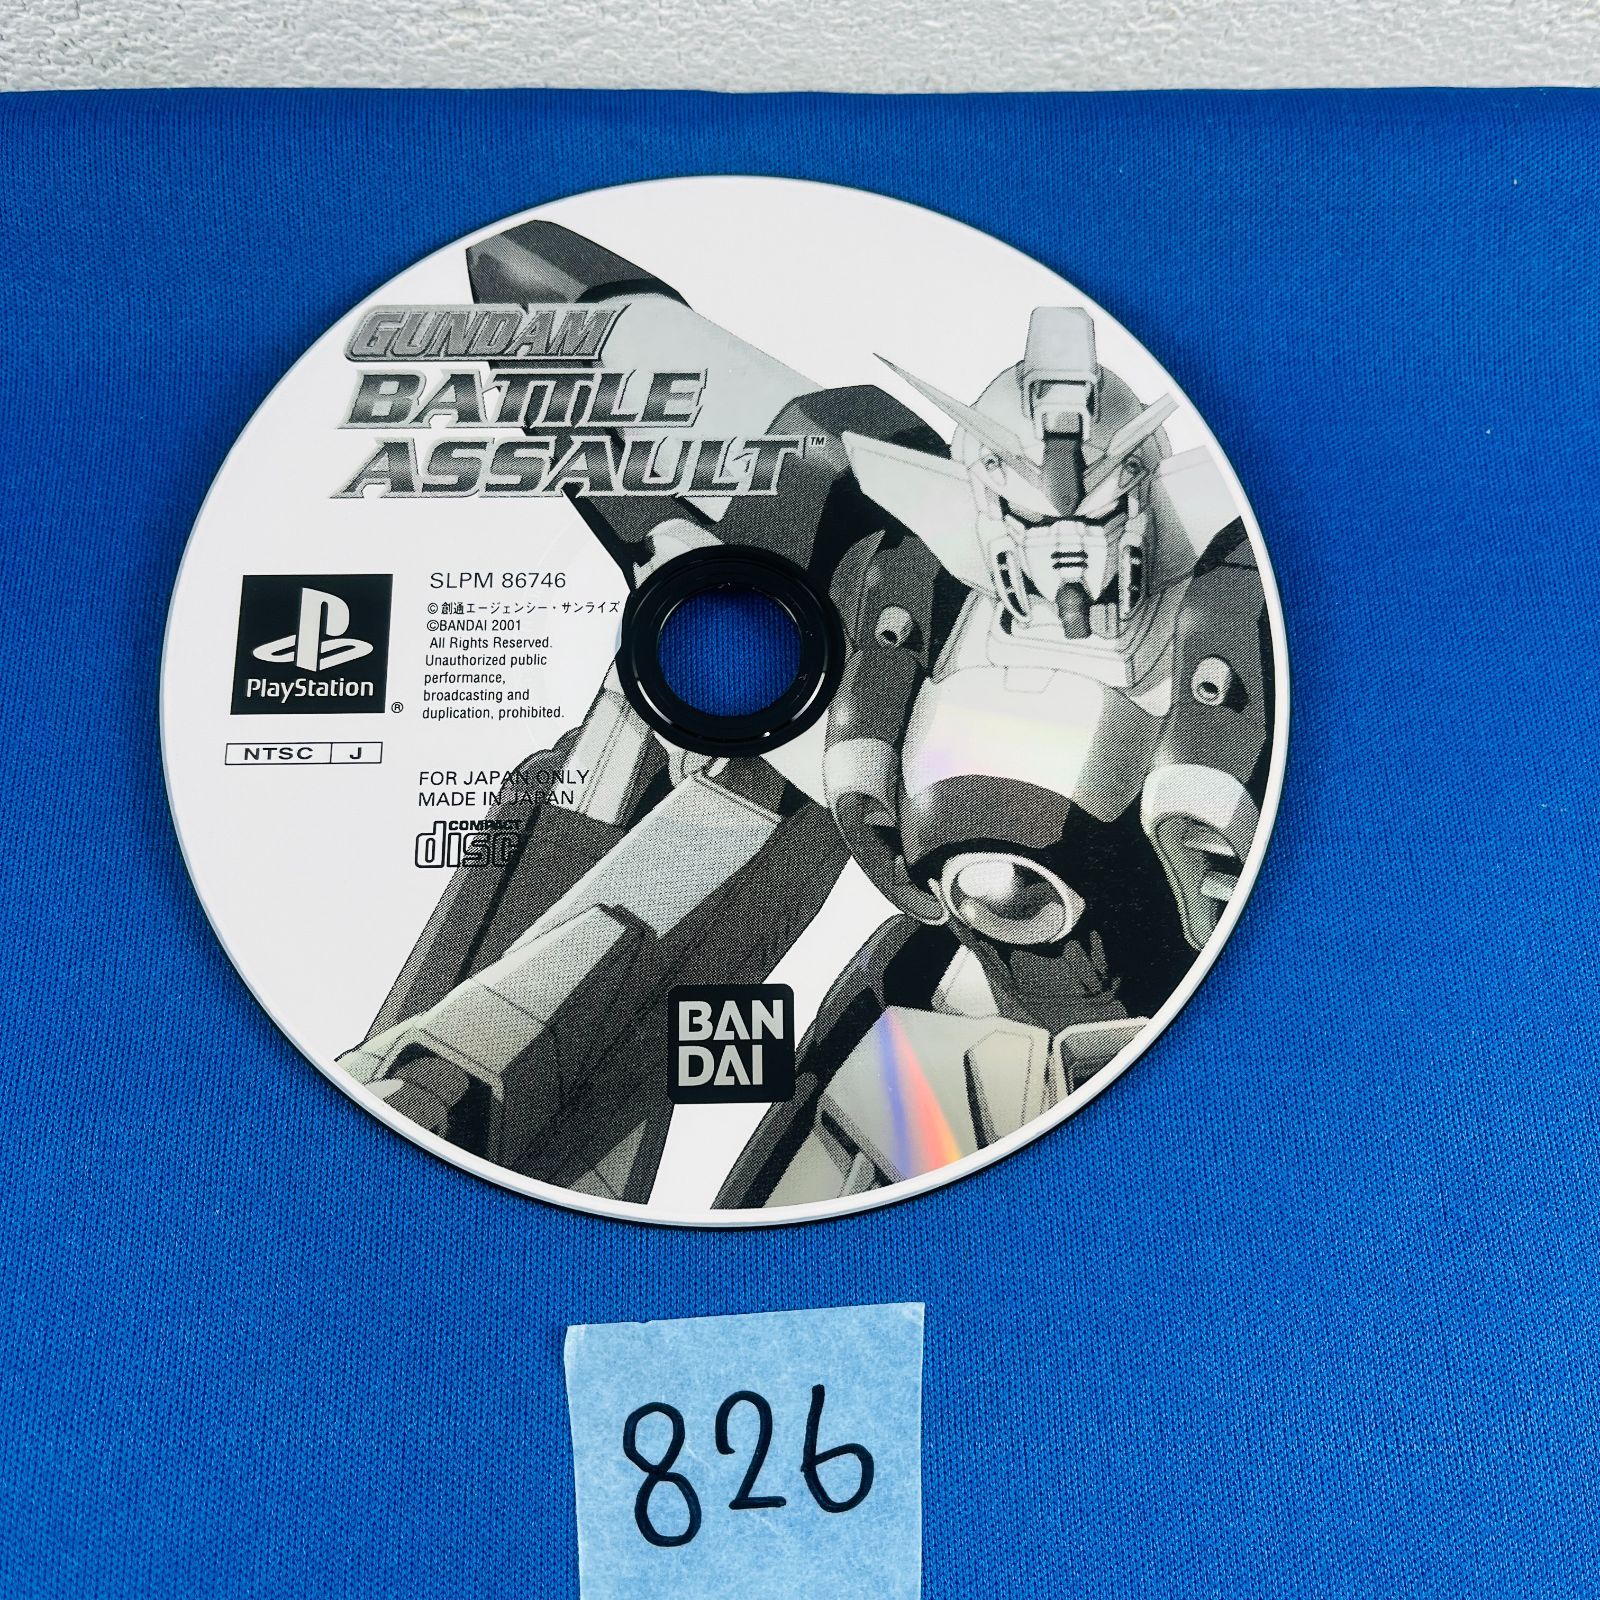 GUNDAM
BATTLE
ASSAULT™
SLPM 86746
© 創通エージェンシー・サンライズ
©BANDAI 2001
All Rights Reserved.
Unauthorized public
performance,
broadcasting and
duplication, prohibited.
PlayStation
®
NTSC J
FOR JAPAN ONLY
MADE IN JAPAN
COMPACT
disc
BAN
DAI
826